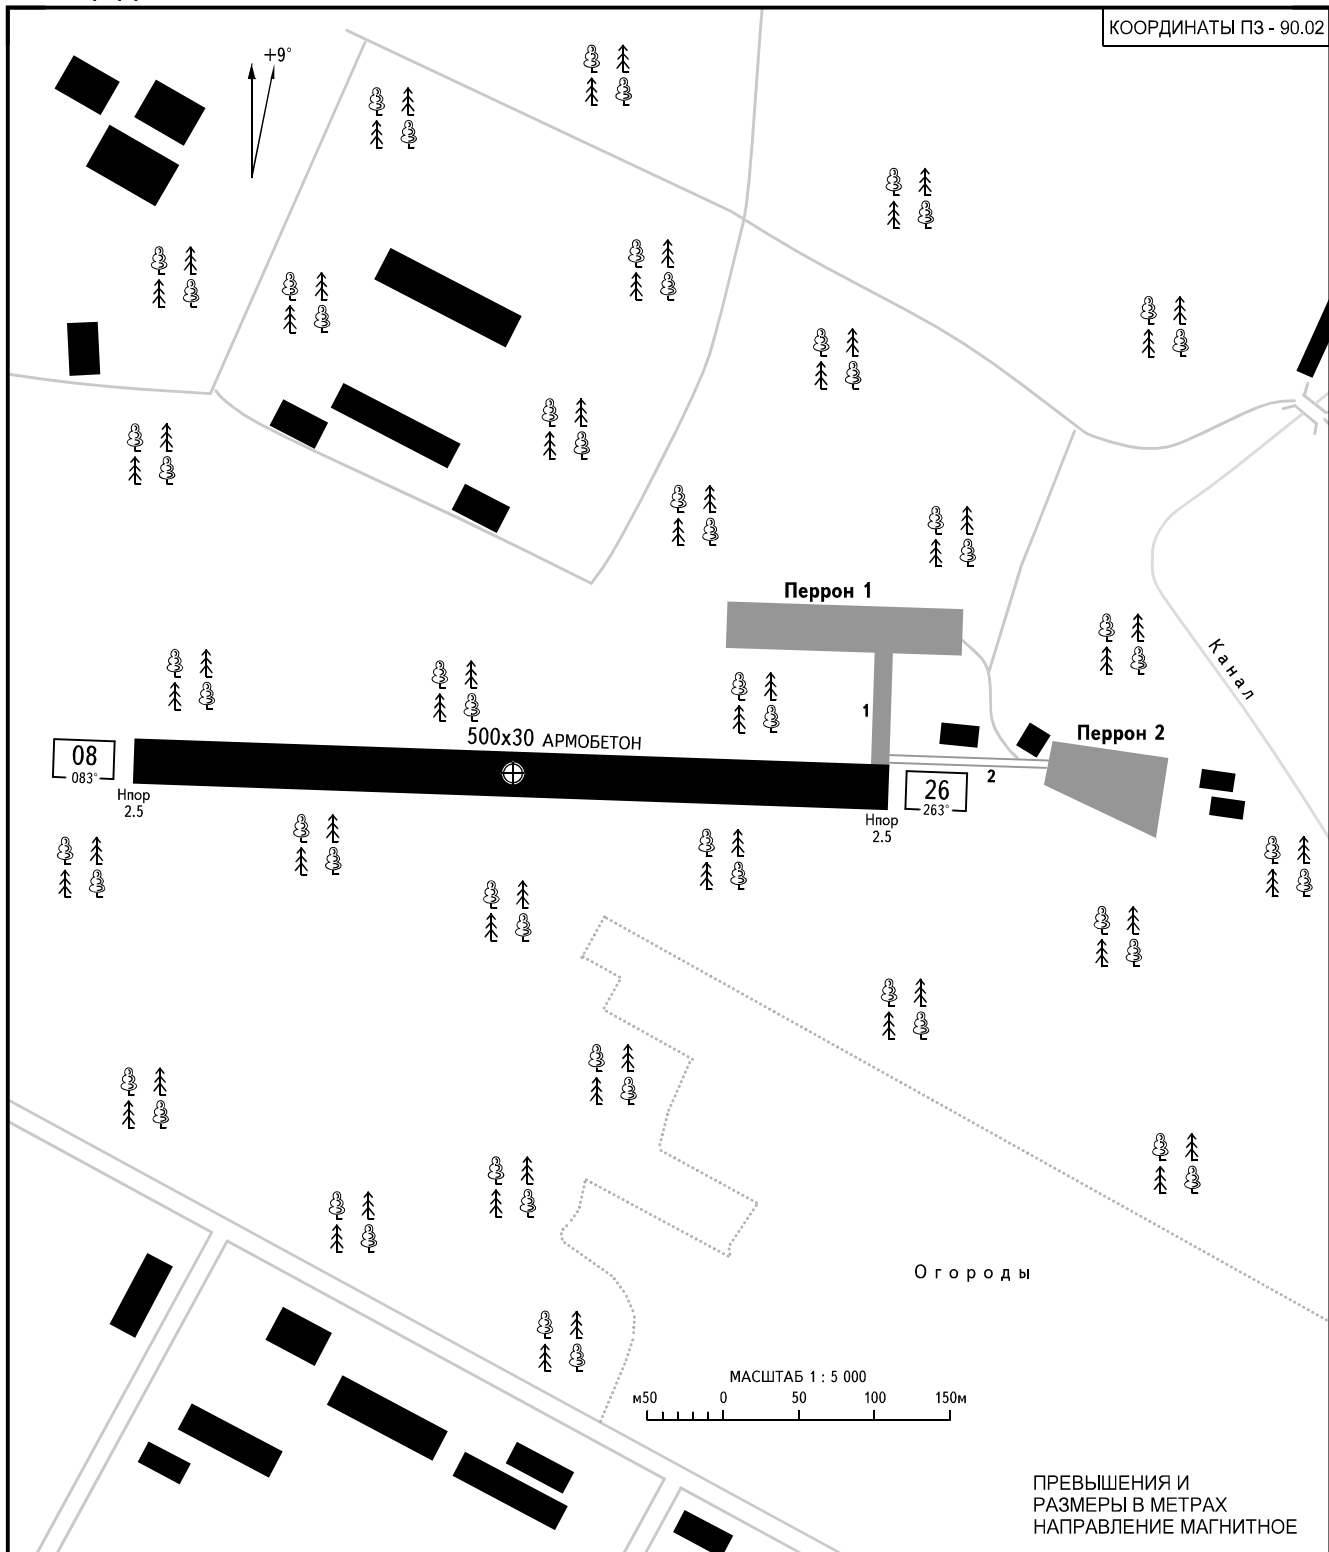 КООРДИНАТЫ ПЗ - 90.02
+9°
Перрон 1
Канал
1
500x30 АРМОБЕТОН
Перрон 2
08
083°
2
26
263°
Нпор
2.5
Нпор
2.5
Огороды
МАСШТАБ 1 : 5 000
м50 0 50 100 150м
ПРЕВЫШЕНИЯ И
РАЗМЕРЫ В МЕТРАХ
НАПРАВЛЕНИЕ МАГНИТНОЕ